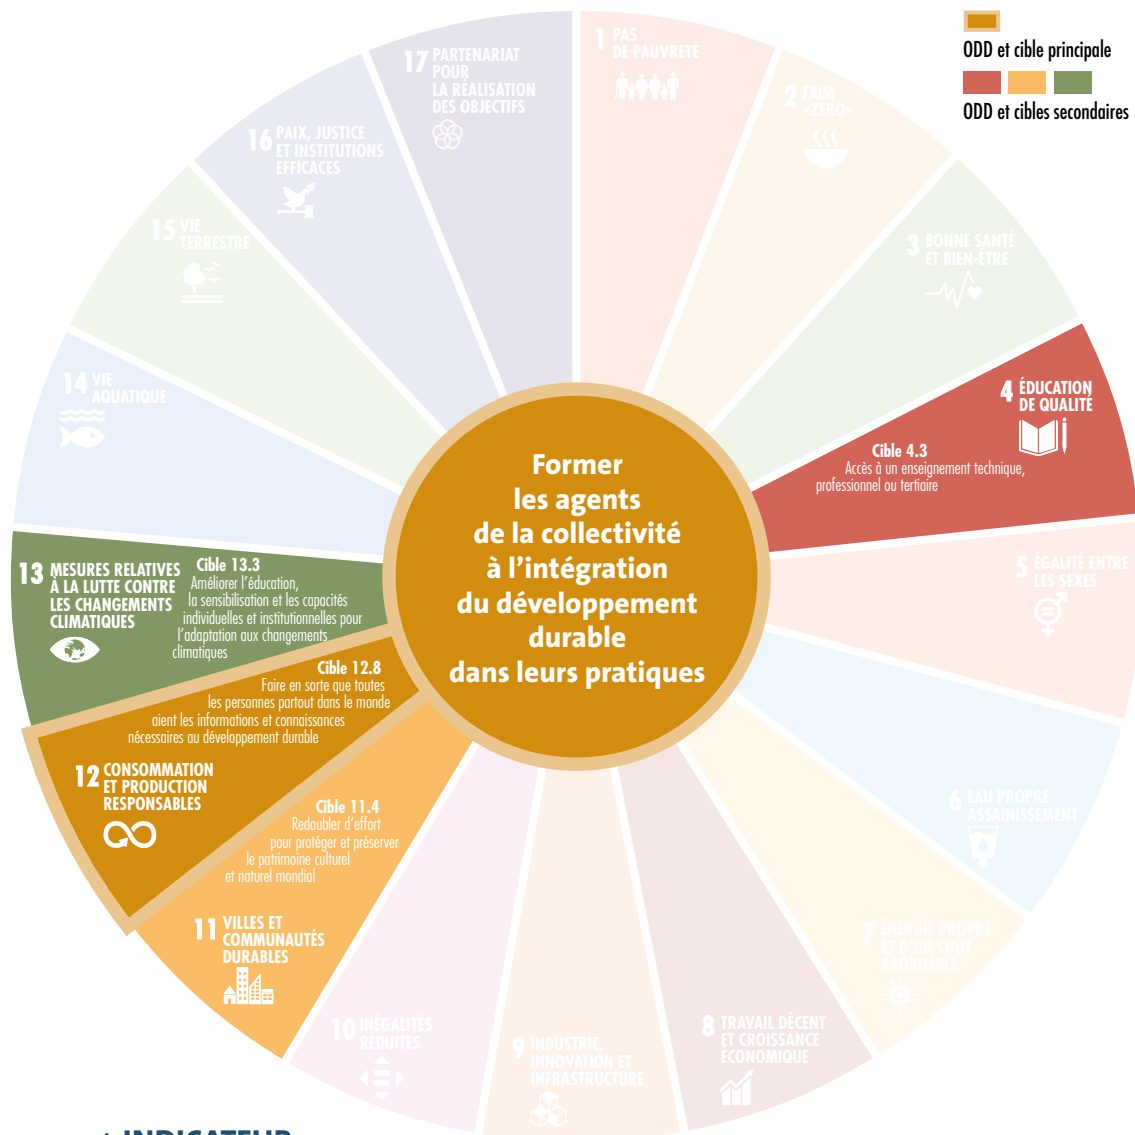 ODD et cible principale
ODD et cibles secondaires
1 PAS
DE PAUVRETÉ
2 FAIM
«ZÉRO»
3 BONNE SANTÉ
ET BIEN-ÊTRE
4 ÉDUCATION
DE QUALITÉ
Cible 4.3
Accès à un enseignement technique,
professionnel ou tertiaire
5 ÉGALITÉ ENTRE
LES SEXES
6 EAU PROPRE
ASSAINISSEMENT
7 ÉNERGIE PROPRE
ET D'UN COÛT
ABORDABLE
8 TRAVAIL DÉCENT
ET CROISSANCE
ÉCONOMIQUE
9 INDUSTRIE,
INNOVATION ET
INFRASTRUCTURE
10 INÉGALITÉS
RÉDUITES
Cible 11.4
Redoubler d'effort
pour protéger et préserver
le patrimoine culturel
et naturel mondial
11 VILLES ET
COMMUNAUTÉS
DURABLES
Cible 12.8
Faire en sorte que toutes
les personnes partout dans le monde
aient les informations et connaissances
nécessaires au développement durable
12 CONSOMMATION
ET PRODUCTION
RESPONSABLES
13 MESURES RELATIVES
À LA LUTTE CONTRE
LES CHANGEMENTS
CLIMATIQUES
Cible 13.3
Améliorer l'éducation,
la sensibilisation et les capacités
individuelles et institutionnelles pour
l'adaptation aux changements
climatiques
14 VIE
AQUATIQUE
15 VIE
TERRESTRE
16 PAIX, JUSTICE
ET INSTITUTIONS
EFFICACES
17 PARTENARIAT
POUR
LA RÉALISATION
DES OBJECTIFS
Former
les agents
de la collectivité
à l'intégration
du développement
durable
dans leurs pratiques
INDICATEUR